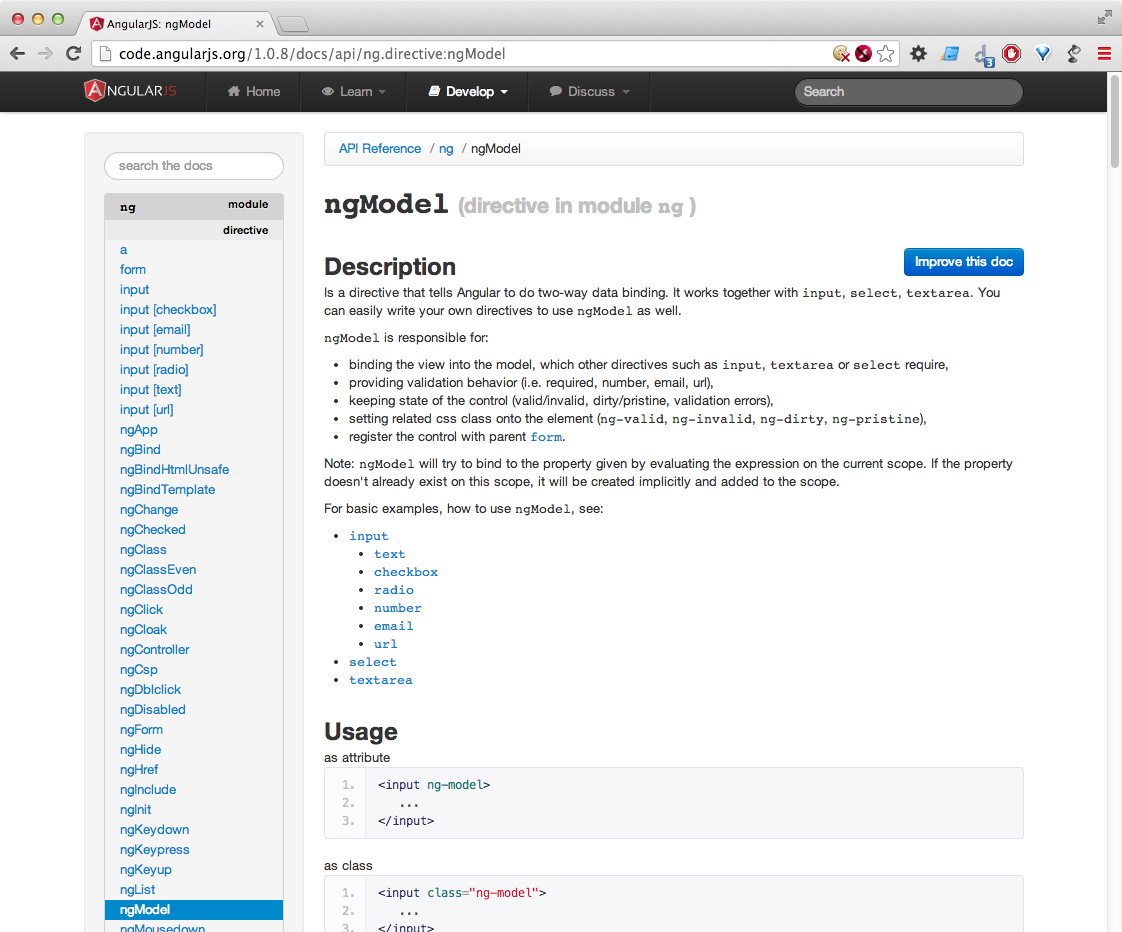 AngularJS: ngModel
code.angularjs.org/1.0.8/docs/api/ng.directive:ngModel
3
ANGULARJS Home Learn Develop Discuss Search
search the docs
ng module
directive
a
form
input
input [checkbox]
input [email]
input [number]
input [radio]
input [text]
input [url]
ngApp
ngBind
ngBindHtmlUnsafe
ngBindTemplate
ngChange
ngChecked
ngClass
ngClassEven
ngClassOdd
ngClick
ngCloak
ngController
ngCsp
ngDblclick
ngDisabled
ngForm
ngHide
ngHref
ngInclude
ngInit
ngKeydown
ngKeypress
ngKeyup
ngList
ngModel
ngMousedown
API Reference / ng / ngModel
ngModel (directive in module ng )
Improve this doc
Description
Is a directive that tells Angular to do two-way data binding. It works together with input, select, textarea. You
can easily write your own directives to use ngModel as well.
ngModel is responsible for:
• binding the view into the model, which other directives such as input, textarea or select require,
• providing validation behavior (i.e. required, number, email, url),
• keeping state of the control (valid/invalid, dirty/pristine, validation errors),
• setting related css class onto the element (ng-valid, ng-invalid, ng-dirty, ng-pristine),
• register the control with parent form.
Note: ngModel will try to bind to the property given by evaluating the expression on the current scope. If the property
doesn't already exist on this scope, it will be created implicitly and added to the scope.
For basic examples, how to use ngModel, see:
• input
• text
• checkbox
• radio
• number
• email
• url
• select
• textarea
Usage
as attribute
1. <input ng-model>
2. ...
3. </input>
as class
1. <input class="ng-model">
2. ...
3. </input>